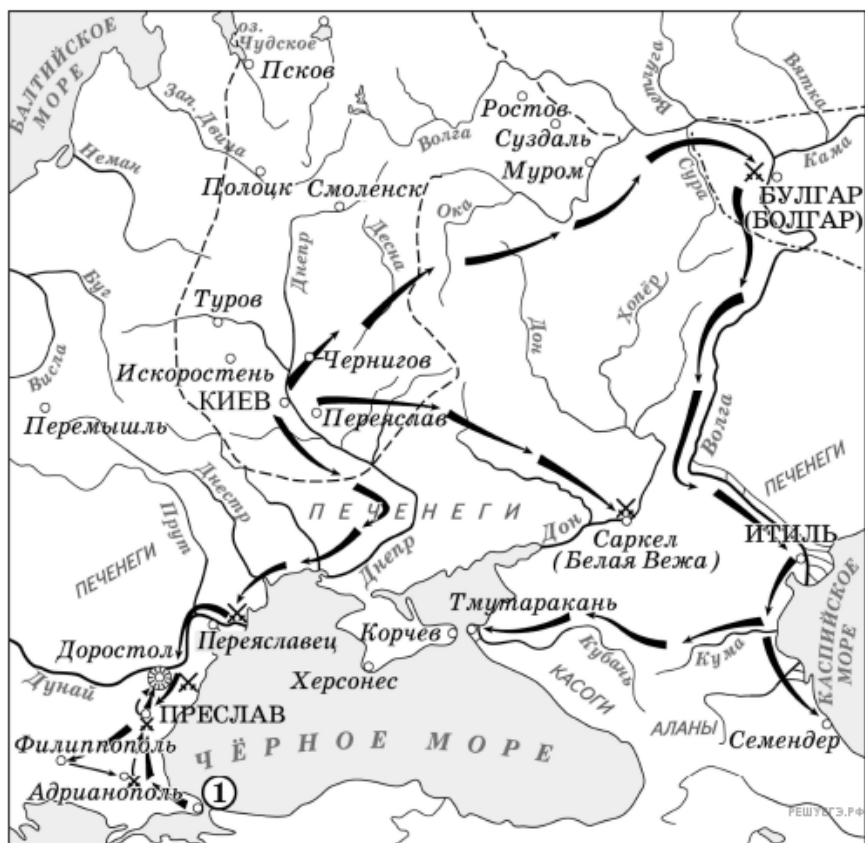 БАЛТИЙСКОЕ
МОРЕ
оз.
Чудское
Псков
Зап. Двина
Неман
Полоцк
Смоленск
Волга
Ростов
Суздаль
Муром
Ветлуга
Вятка
Кама
Сура
БУЛГАР
(БОЛГАР)
Ока
Днепр
Десна
Дон
Хопёр
Буг
Висла
Туров
Искоростень
Чернигов
КИЕВ
Переяслав
Перемышль
Волга
ПЕЧЕНЕГИ
Днестр
Прут
ПЕЧЕНЕГИ
ПЕЧЕНЕГИ
Днепр
Дон
Саркел
(Белая Вежа)
ИТИЛЬ
Переяславец
Доростол
Дунай
Корчев
Тмутаракань
Херсонес
Кубань
Кума
КАСОГИ
АЛАНЫ
КАСПИЙСКОЕ
МОРЕ
Семендер
ПРЕСЛАВ
Филиппополь
Адрианополь
1
ЧЁРНОЕ МОРЕ
РЕШУЕГЭ.РФ